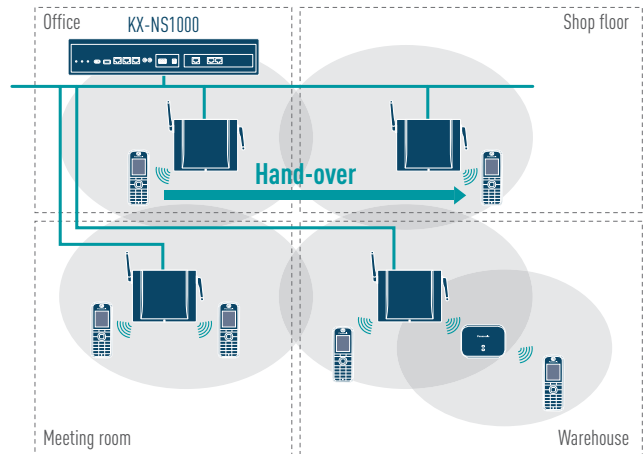 Office
KX-NS1000
Shop floor
Hand-over
Meeting room
Warehouse